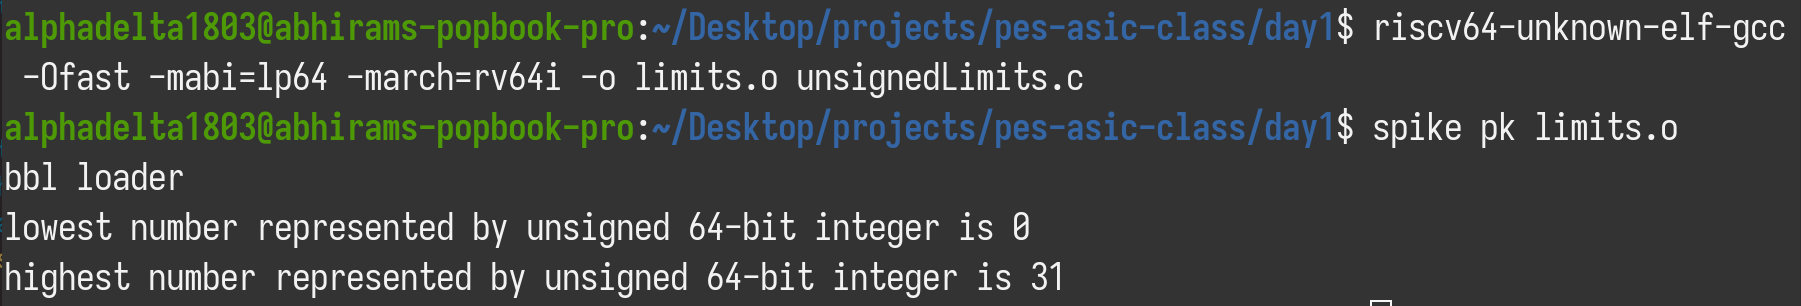 alphadelta1803@abhirams-popbook-pro:~/Desktop/projects/pes-asic-class/day1$ riscv64-unknown-elf-gcc
 -Ofast -mabi=lp64 -march=rv64i -o limits.o unsignedLimits.c
alphadelta1803@abhirams-popbook-pro:~/Desktop/projects/pes-asic-class/day1$ spike pk limits.o
bbl loader
lowest number represented by unsigned 64-bit integer is 0
highest number represented by unsigned 64-bit integer is 31